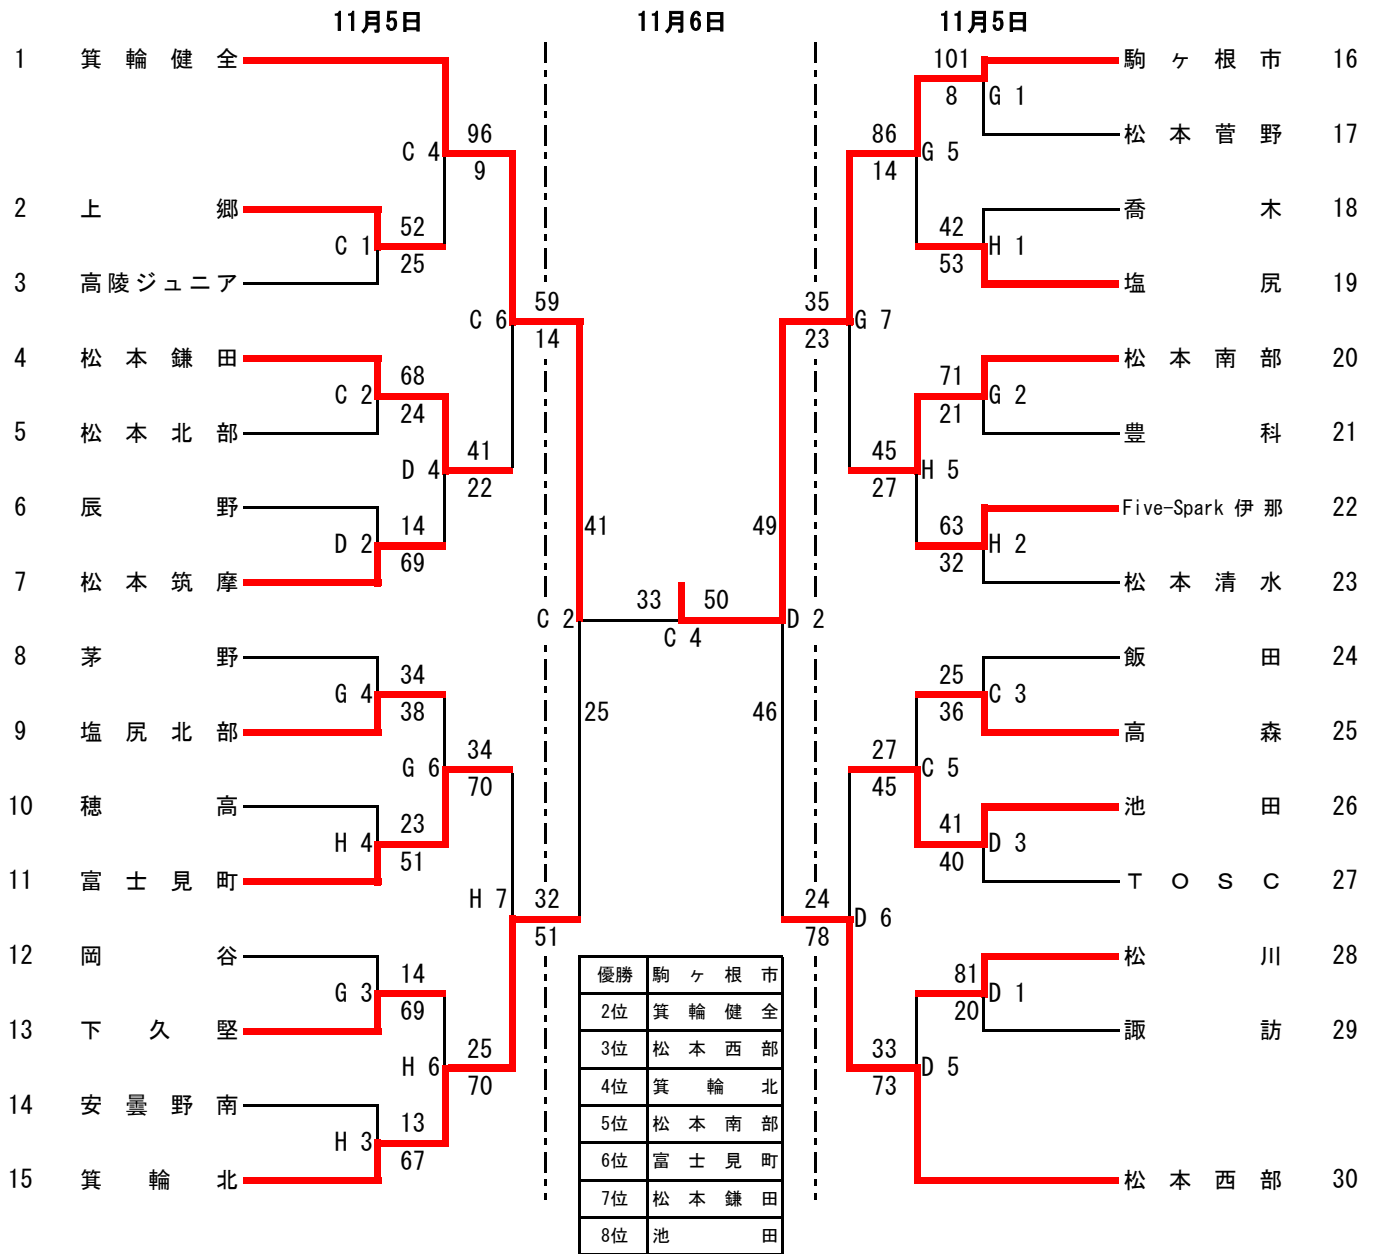 11月5日 11月6日 11月5日
1 箕輪健全 101 駒ヶ根市 16
8 G 1
96 86 松本菅野 17
C 4 G 5
9 14
2 上郷 喬木 18
52 42
C 1 H 1
25 53
3 高陵ジュニア 塩尻 19
59 35
C 6 G 7
14 23
4 松本鎌田 松本南部 20
68 71
C 2 G 2
24 21
5 松本北部 豊科 21
41 45
D 4 H 5
22 27
6 辰野 Five-Spark 伊那 22
14 41 49 63
D 2 H 2
69 32
7 松本筑摩 松本清水 23
33 50
C 2 D 2
C 4
8 茅野 飯田 24
34 25
G 4 C 3
38 25 46 36
9 塩尻北部 高森 25
34 27
G 6 C 5
70 45
10 穂高 池田 26
23 41
H 4 D 3
51 40
11 富士見町 TOSC 27
32 24
H 7 D 6
51 78
12 岡谷 松川 28
14 優勝 駒ヶ根市 81
G 3 D 1
69 2位 箕輪健全 20
13 下久堅 諏訪 29
25 3位 松本西部 33
H 6 D 5
70 4位 箕輪北 73
14 安曇野南
13 5位 松本南部
H 3
67 6位 富士見町
15 箕輪北 松本西部 30
7位 松本鎌田
8位 池田